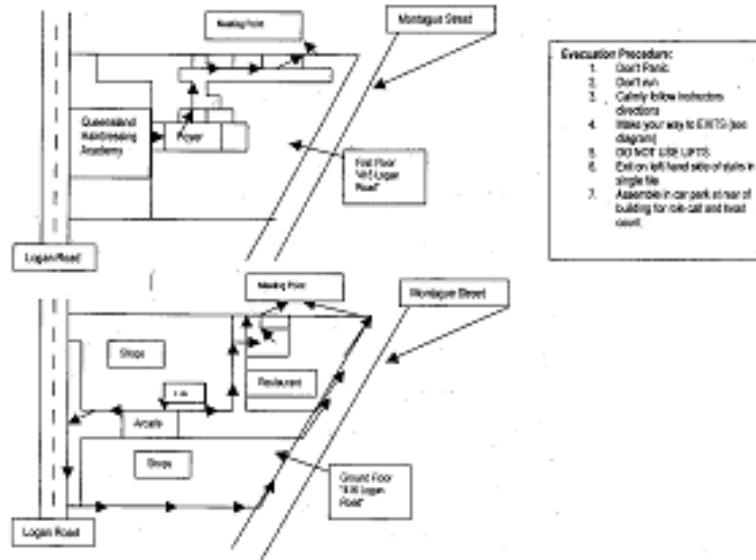 Meeting Point
Montague Street
Queensland
Hairdressing
Academy
Foyer
First Floor
Logan
Road"
Logan Road
Evacuation Procedure:
1. Don't Panic
2. Don't run
3. Calmly follow instructors
directions
4. Make your way to EXITS (see
diagram)
5. DO NOT USE LIFTS
6. Exit on left hand side of stairs in
single file
7. Assemble in car park at rear of
building for role call and head
count.
Meeting Point
Montague Street
Shops
Restaurant
Arcade
Shops
Ground Floor
Logan
Road"
Logan Road